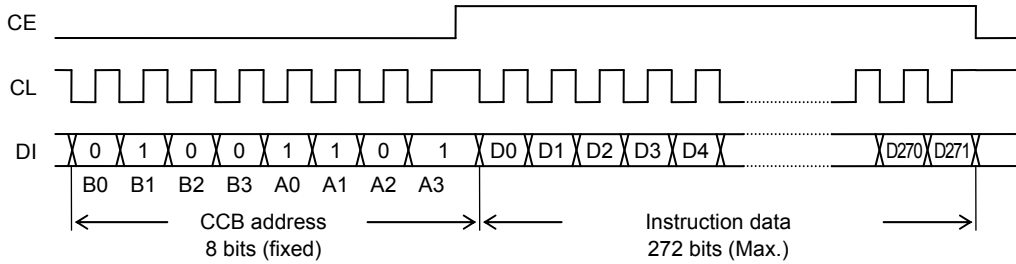 CE
CL
DI 0 1 0 0 1 1 0 1 D0 D1 D2 D3 D4 D270 D271
B0 B1 B2 B3 A0 A1 A2 A3
CCB address Instruction data
8 bits (fixed) 272 bits (Max.)